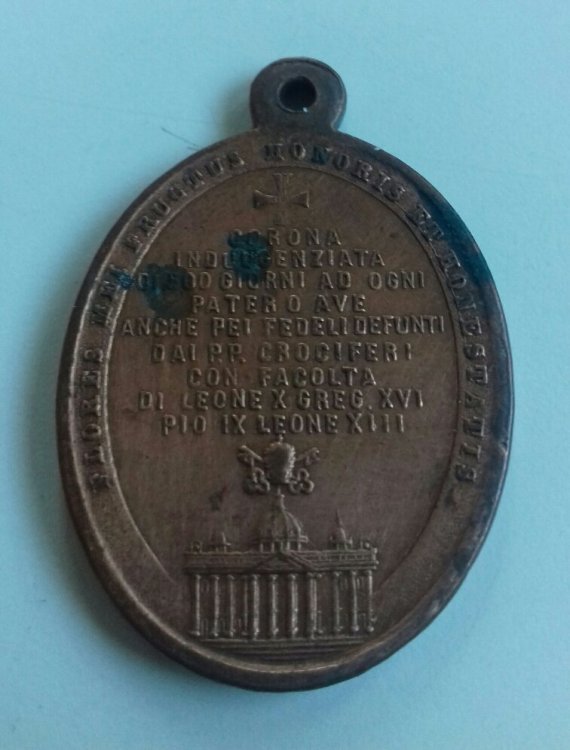 FLORES MEI FRUCTUS HONORIS ET HONESTATIS
CORONA
INDULGENZIATA
DI 500 GIORNI AD OGNI
PATER O AVE
ANCHE PEI FEDELI DEFUNTI
DAI PP. CROCIFERI
CON FACOLTA
DI LEONE X GREG. XVI
PIO IX LEONE XIII